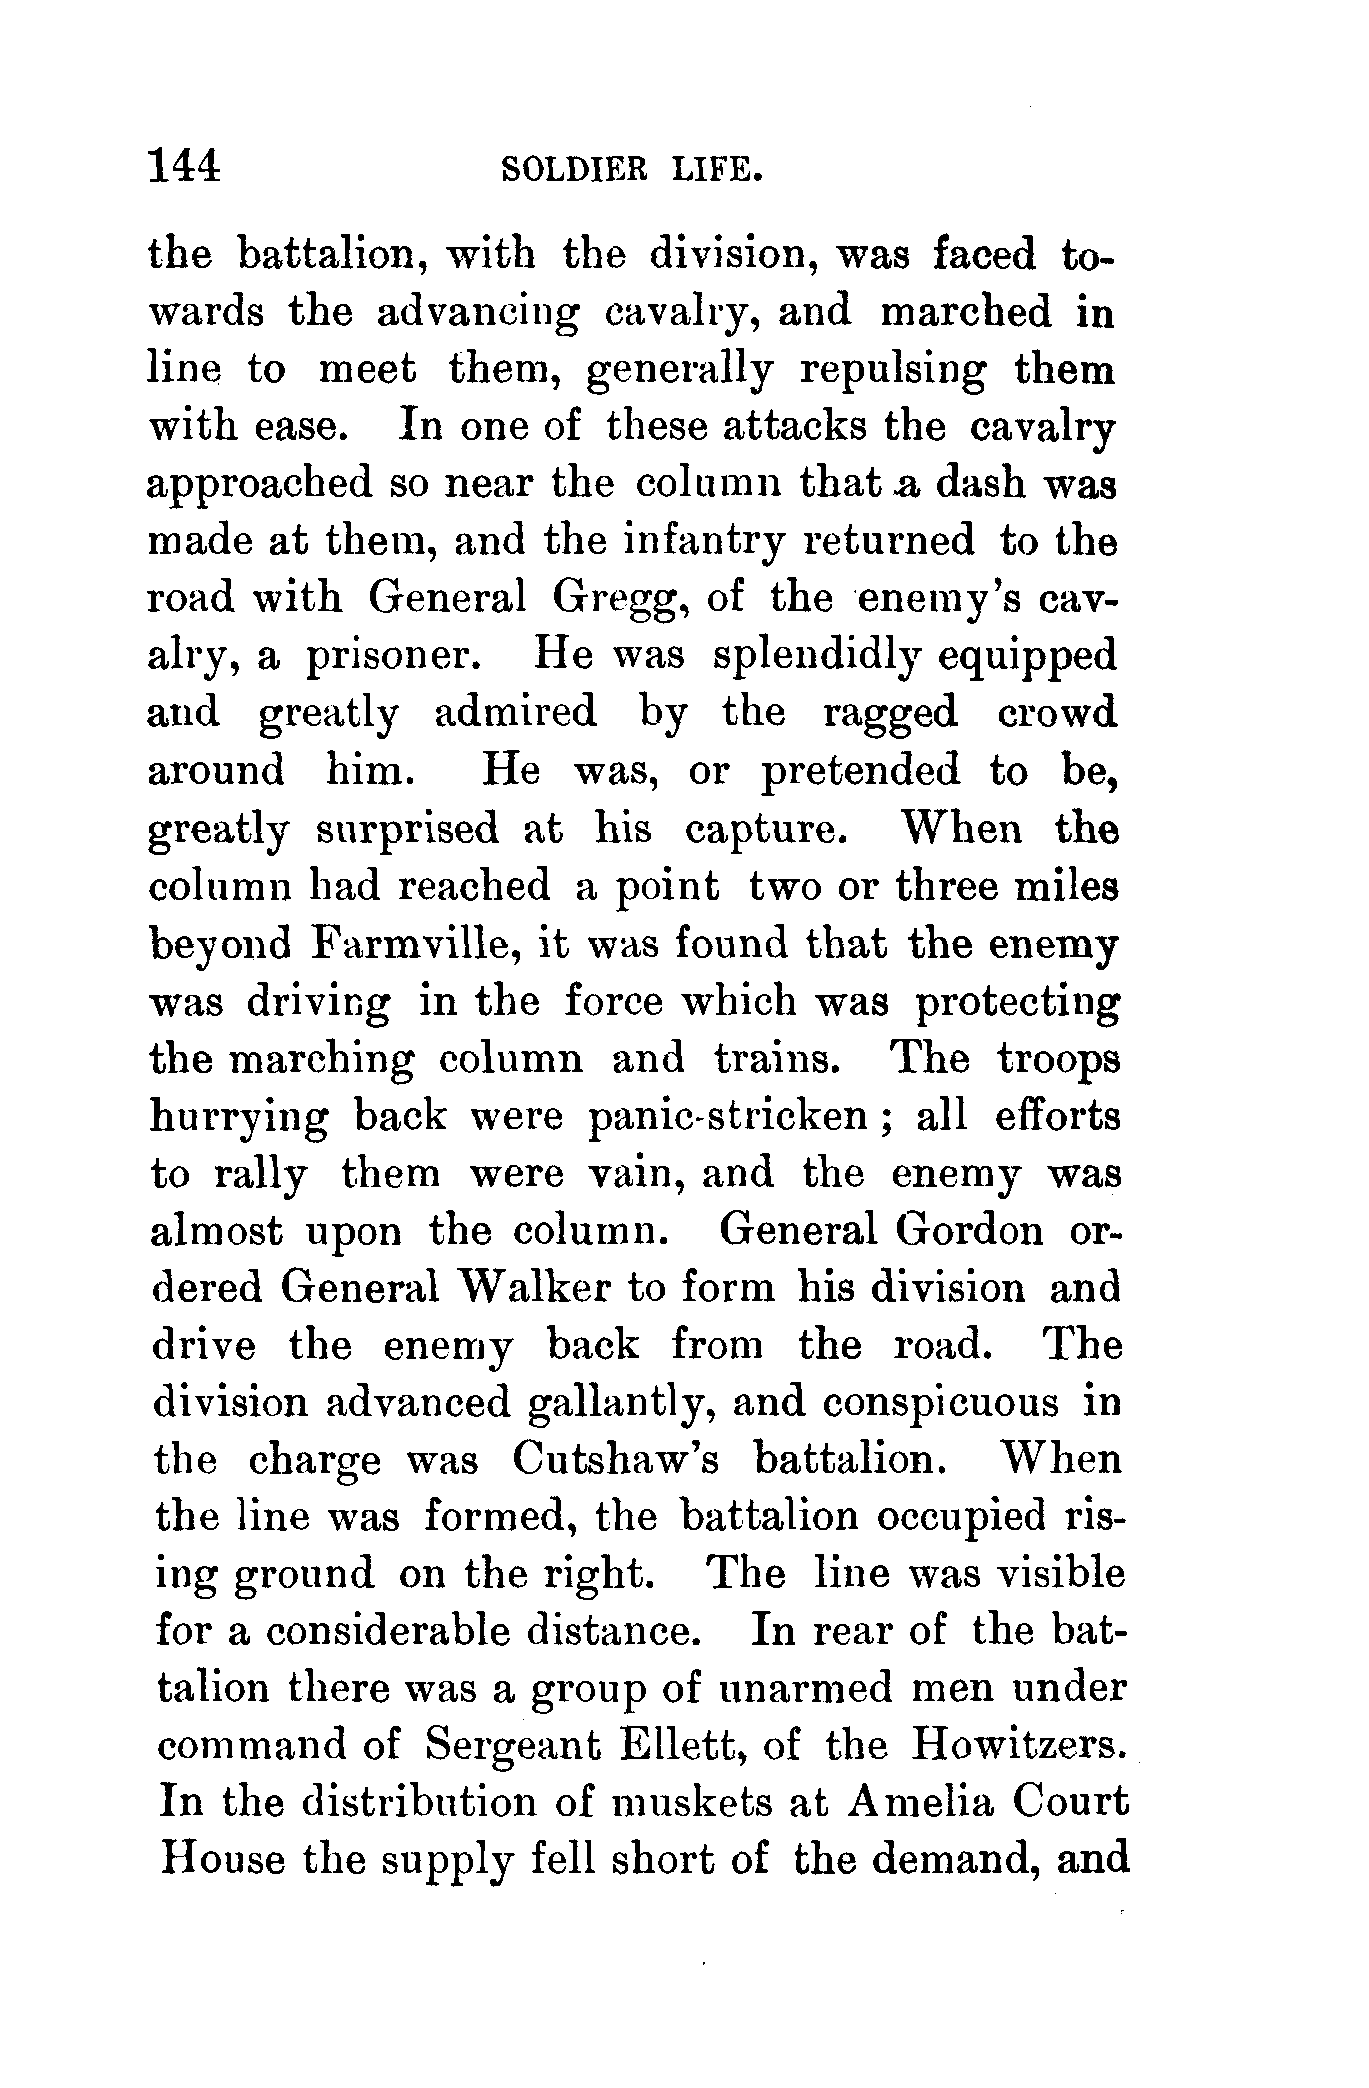 144 SOLDIER LIFE.
the battalion, with the division, was faced to-
wards the advancing cavalry, and marched in
line to meet them, generally repulsing them
with ease. In one of these attacks the cavalry
approached so near the column that a dash was
made at them, and the infantry returned to the
road with General Gregg, of the enemy's cav-
alry, a prisoner. He was splendidly equipped
and greatly admired by the ragged crowd
around him. He was, or pretended to be,
greatly surprised at his capture. When the
column had reached a point two or three miles
beyond Farmville, it was found that the enemy
was driving in the force which was protecting
the marching column and trains. The troops
hurrying back were panic-stricken ; all efforts
to rally them were vain, and the enemy was
almost upon the column. General Gordon or-
dered General Walker to form his division and
drive the enemy back from the road. The
division advanced gallantly, and conspicuous in
the charge was Cutshaw's battalion. When
the line was formed, the battalion occupied ris-
ing ground on the right. The line was visible
for a considerable distance. In rear of the bat-
talion there was a group of unarmed men under
command of Sergeant Ellett, of the Howitzers.
In the distribution of muskets at Amelia Court
House the supply fell short of the demand, and